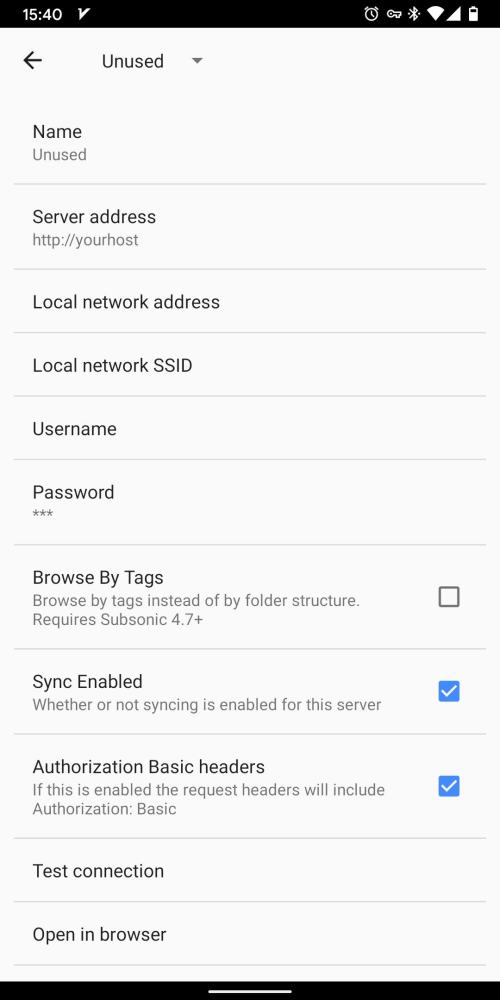 15:40
Unused
Name
Unused
Server address
http://yourhost
Local network address
Local network SSID
Username
Password
***
Browse By Tags
Browse by tags instead of by folder structure.
Requires Subsonic 4.7+
Sync Enabled
Whether or not syncing is enabled for this server
Authorization Basic headers
If this is enabled the request headers will include
Authorization: Basic
Test connection
Open in browser